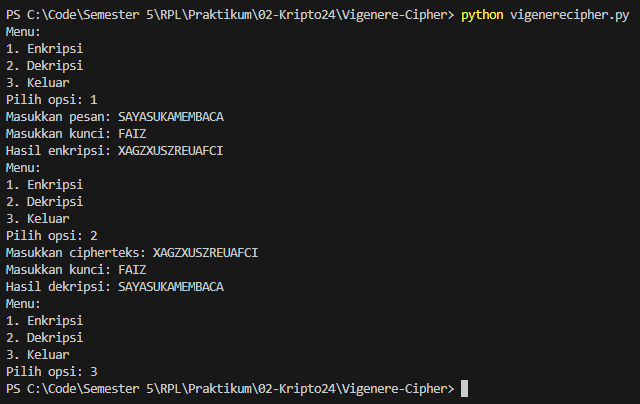 PS C:\Code\Semester 5\RPL\Praktikum\02-Kripto24\Vigenere-Cipher> python vigenerecipher.py
Menu:
1. Enkripsi
2. Dekripsi
3. Keluar
Pilih opsi: 1
Masukkan pesan: SAYASUKAMEMBACA
Masukkan kunci: FAIZ
Hasil enkripsi: XAGZXUSZREUAFCI
Menu:
1. Enkripsi
2. Dekripsi
3. Keluar
Pilih opsi: 2
Masukkan cipherteks: XAGZXUSZREUAFCI
Masukkan kunci: FAIZ
Hasil dekripsi: SAYASUKAMEMBACA
Menu:
1. Enkripsi
2. Dekripsi
3. Keluar
Pilih opsi: 3
PS C:\Code\Semester 5\RPL\Praktikum\02-Kripto24\Vigenere-Cipher>